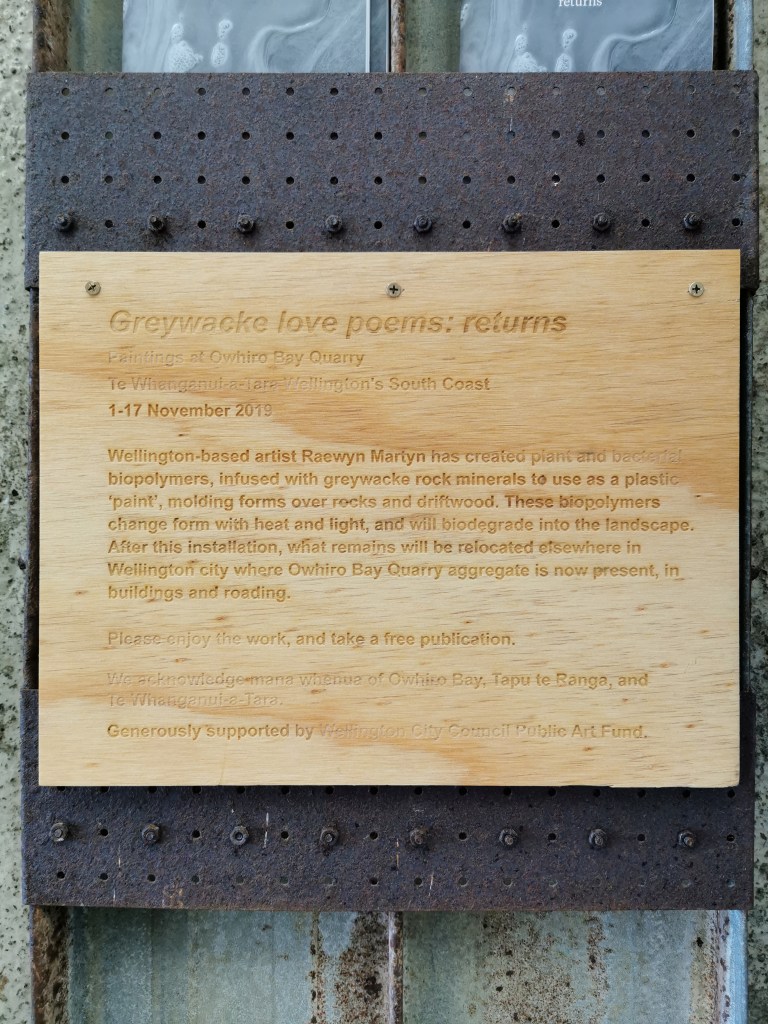 returns
Greywacke love poems: returns
Paintings at Owhiro Bay Quarry
Te Whanganui-a-Tara Wellington's South Coast
1-17 November 2019
Wellington-based artist Raewyn Martyn has created plant and bacterial
biopolymers, infused with greywacke rock minerals to use as a plastic
‘paint’, molding forms over rocks and driftwood. These biopolymers
change form with heat and light, and will biodegrade into the landscape.
After this installation, what remains will be relocated elsewhere in
Wellington city where Owhiro Bay Quarry aggregate is now present, in
buildings and roading.
Please enjoy the work, and take a free publication.
We acknowledge mana whenua of Owhiro Bay, Tapu te Ranga, and
Te Whanganui-a-Tara.
Generously supported by Wellington City Council Public Art Fund.